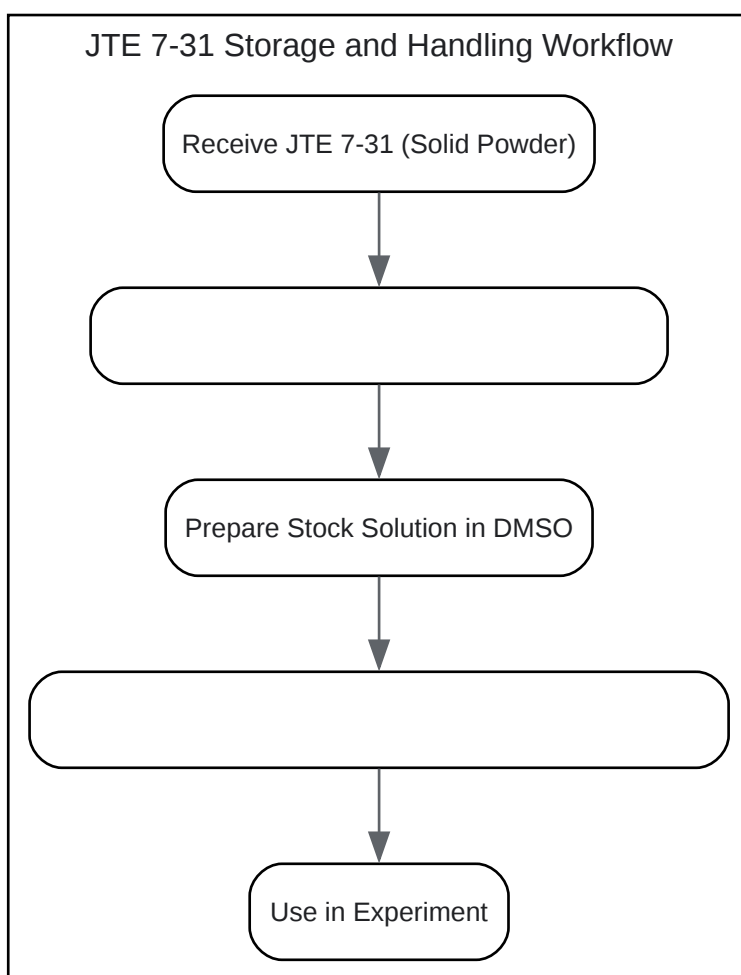 JTE 7-31 Storage and Handling Workflow
Receive JTE 7-31 (Solid Powder)
Prepare Stock Solution in DMSO
Use in Experiment